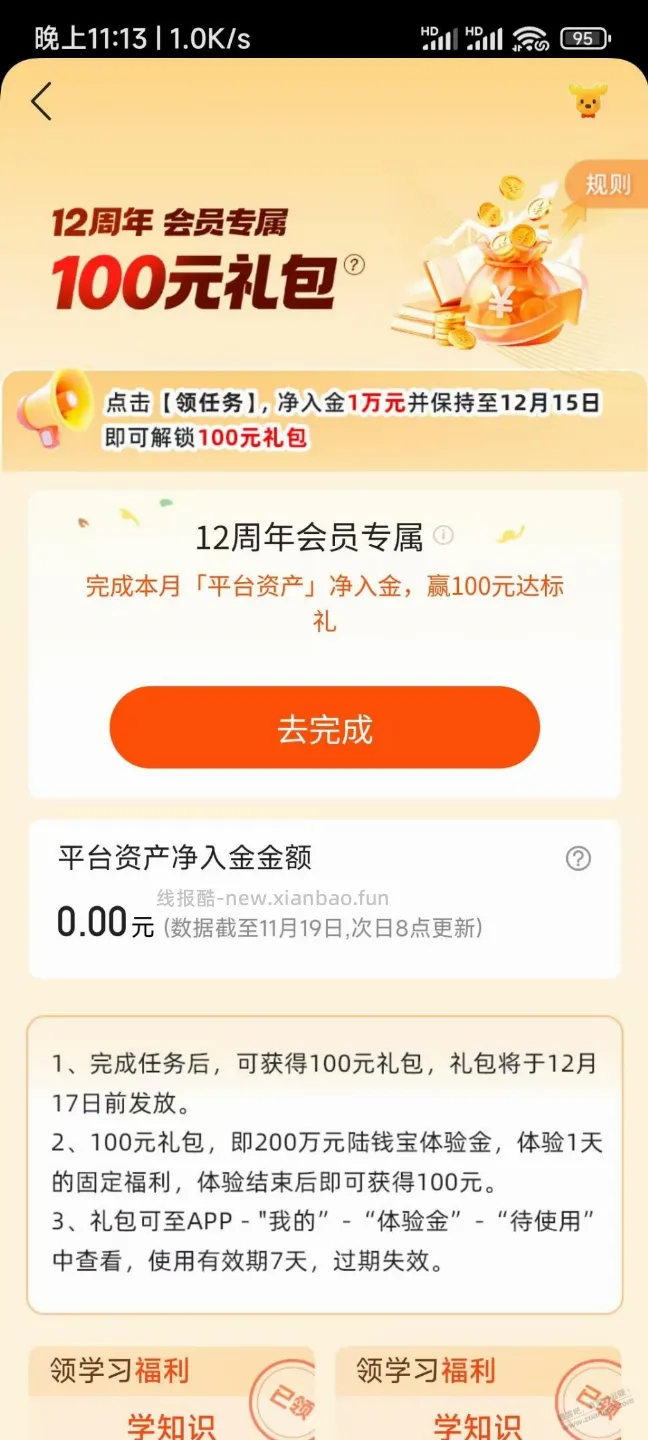 晚上11:13 | 1.0K/s
HD HD 95
规则
12周年 会员专属
100元礼包 ?
¥
点击【领任务】, 净入金1万元并保持至12月15日
即可解锁100元礼包
12周年会员专属
完成本月「平台资产」净入金，赢100元达标
礼
去完成
平台资产净入金金额 ?
线报酷-new.xianbao.fun
0.00元 (数据截至11月19日,次日8点更新)
1、完成任务后，可获得100元礼包，礼包将于12月
17日前发放。
2、100元礼包，即200万元陆钱宝体验金，体验1天
的固定福利，体验结束后即可获得100元。
3、礼包可至APP - "我的” - “体验金” - “待使用”
中查看，使用有效期7天，过期失效。
领学习福利
已领
学知识
领学习福利
已领
学知识